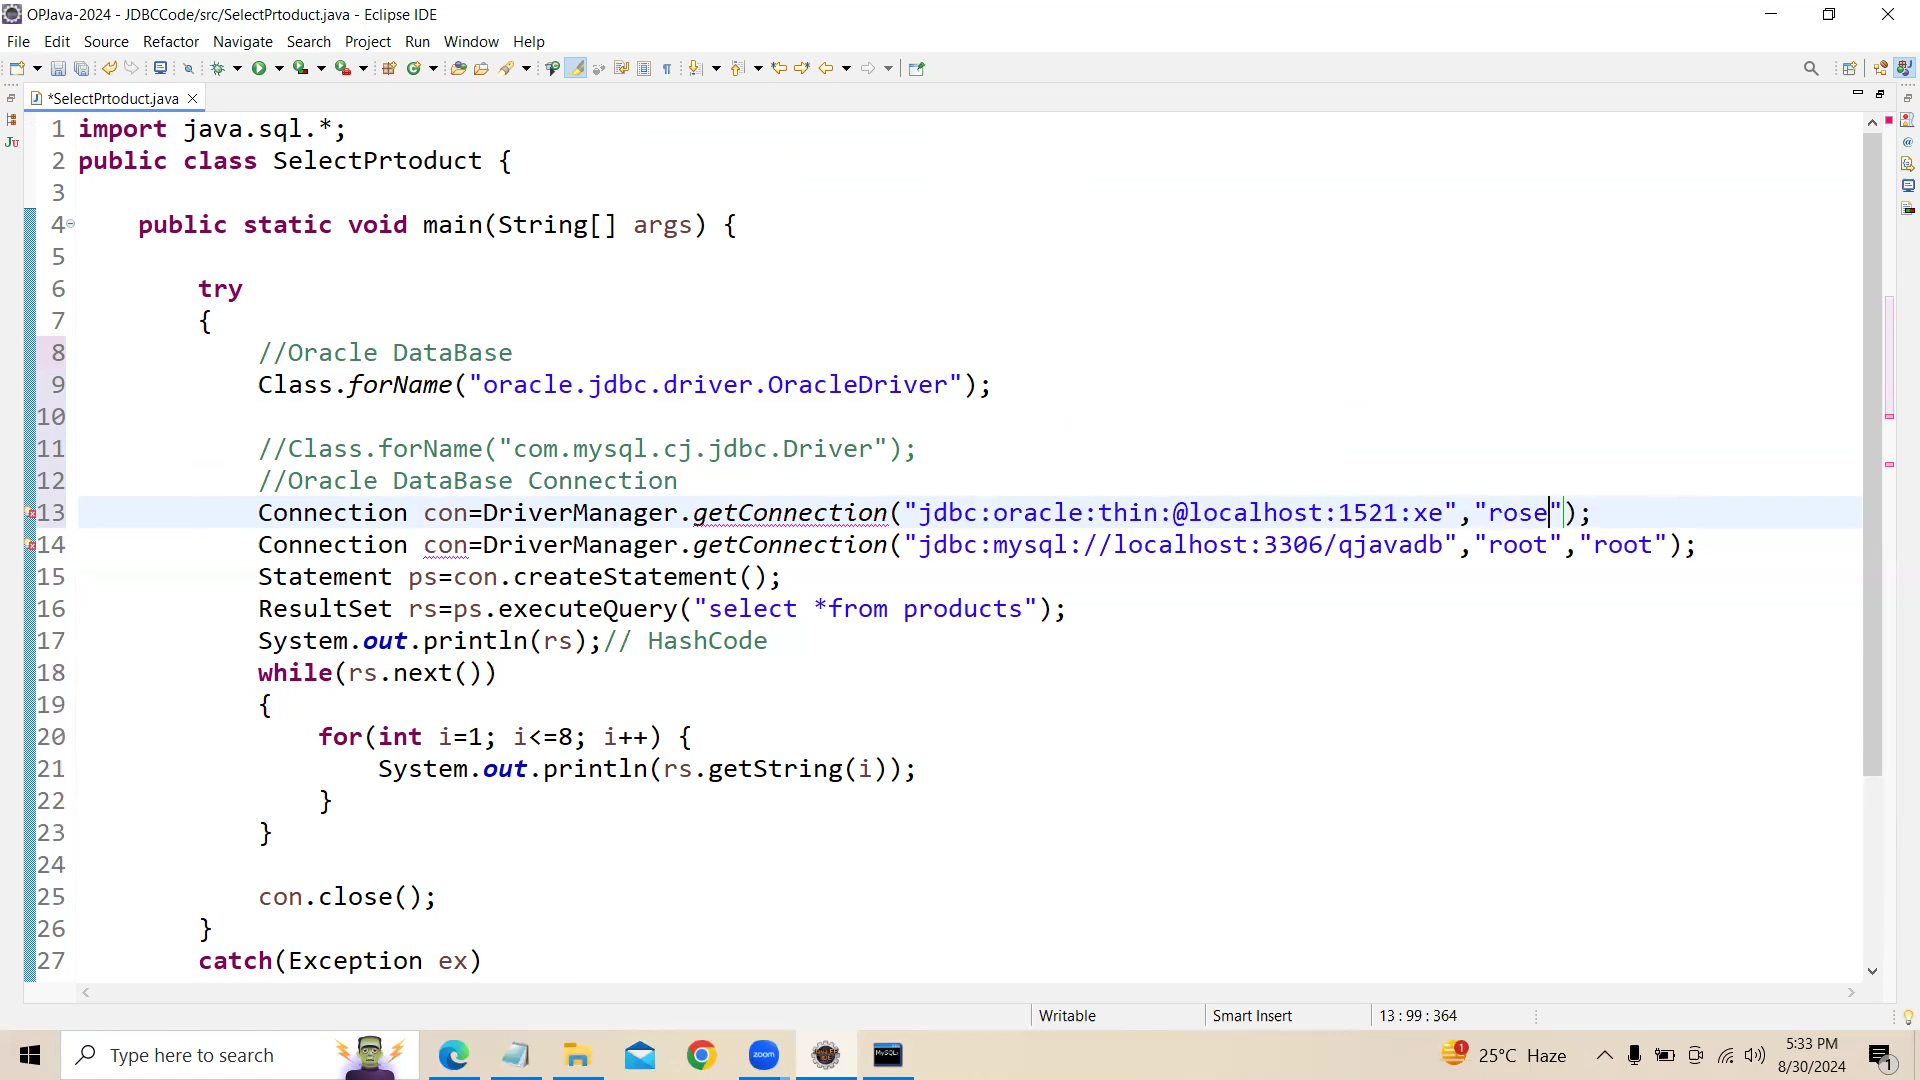 OPJava-2024 - JDBCCode/src/SelectPrtoduct.java - Eclipse IDE
File Edit Source Refactor Navigate Search Project Run Window Help
*SelectPrtoduct.java
1 import java.sql.*;
2 public class SelectPrtoduct {
3
4 public static void main(String[] args) {
5
6 try
7 {
8 //Oracle DataBase
9 Class.forName("oracle.jdbc.driver.OracleDriver");
10
11 //Class.forName("com.mysql.cj.jdbc.Driver");
12 //Oracle DataBase Connection
13 Connection con=DriverManager.getConnection("jdbc:oracle:thin:@localhost:1521:xe","rose");
14 Connection con=DriverManager.getConnection("jdbc:mysql://localhost:3306/qjavadb","root","root");
15 Statement ps=con.createStatement();
16 ResultSet rs=ps.executeQuery("select *from products");
17 System.out.println(rs);// HashCode
18 while(rs.next())
19 {
20 for(int i=1; i<=8; i++) {
21 System.out.println(rs.getString(i));
22 }
23 }
24
25 con.close();
26 }
27 catch(Exception ex)
Writable Smart Insert 13 : 99 : 364
Type here to search zoom MySQL 1 25°C Haze 5:33 PM
8/30/2024 1